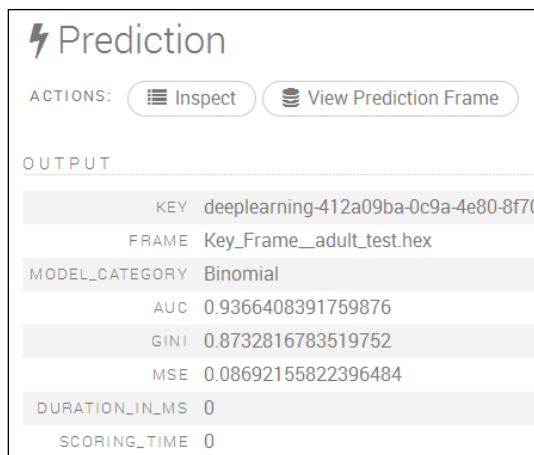 Prediction
ACTIONS: Inspect View Prediction Frame
OUTPUT
KEY deeplearning-412a09ba-0c9a-4e80-8f70
FRAME Key_Frame__adult_test.hex
MODEL_CATEGORY Binomial
AUC 0.9366408391759876
GINI 0.8732816783519752
MSE 0.08692155822396484
DURATION_IN_MS 0
SCORING_TIME 0